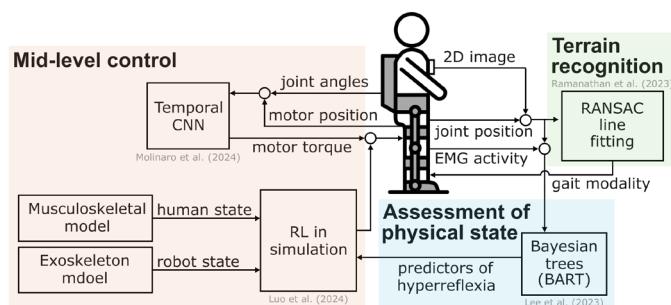 Mid-level control
Temporal
CNN
Molinaro et al. (2024)
joint angles
motor position
motor torque
Musculoskeletal
model
human state
Exoskeleton
mdoel
robot state
RL in
simulation
Luo et al. (2024)
2D image
joint position
EMG activity
Terrain
recognition
Ramanathan et al. (2023)
RANSAC
line
fitting
gait modality
Assessment of
physical state
predictors of
hyperreflexia
Bayesian
trees
(BART)
Lee et al. (2023)